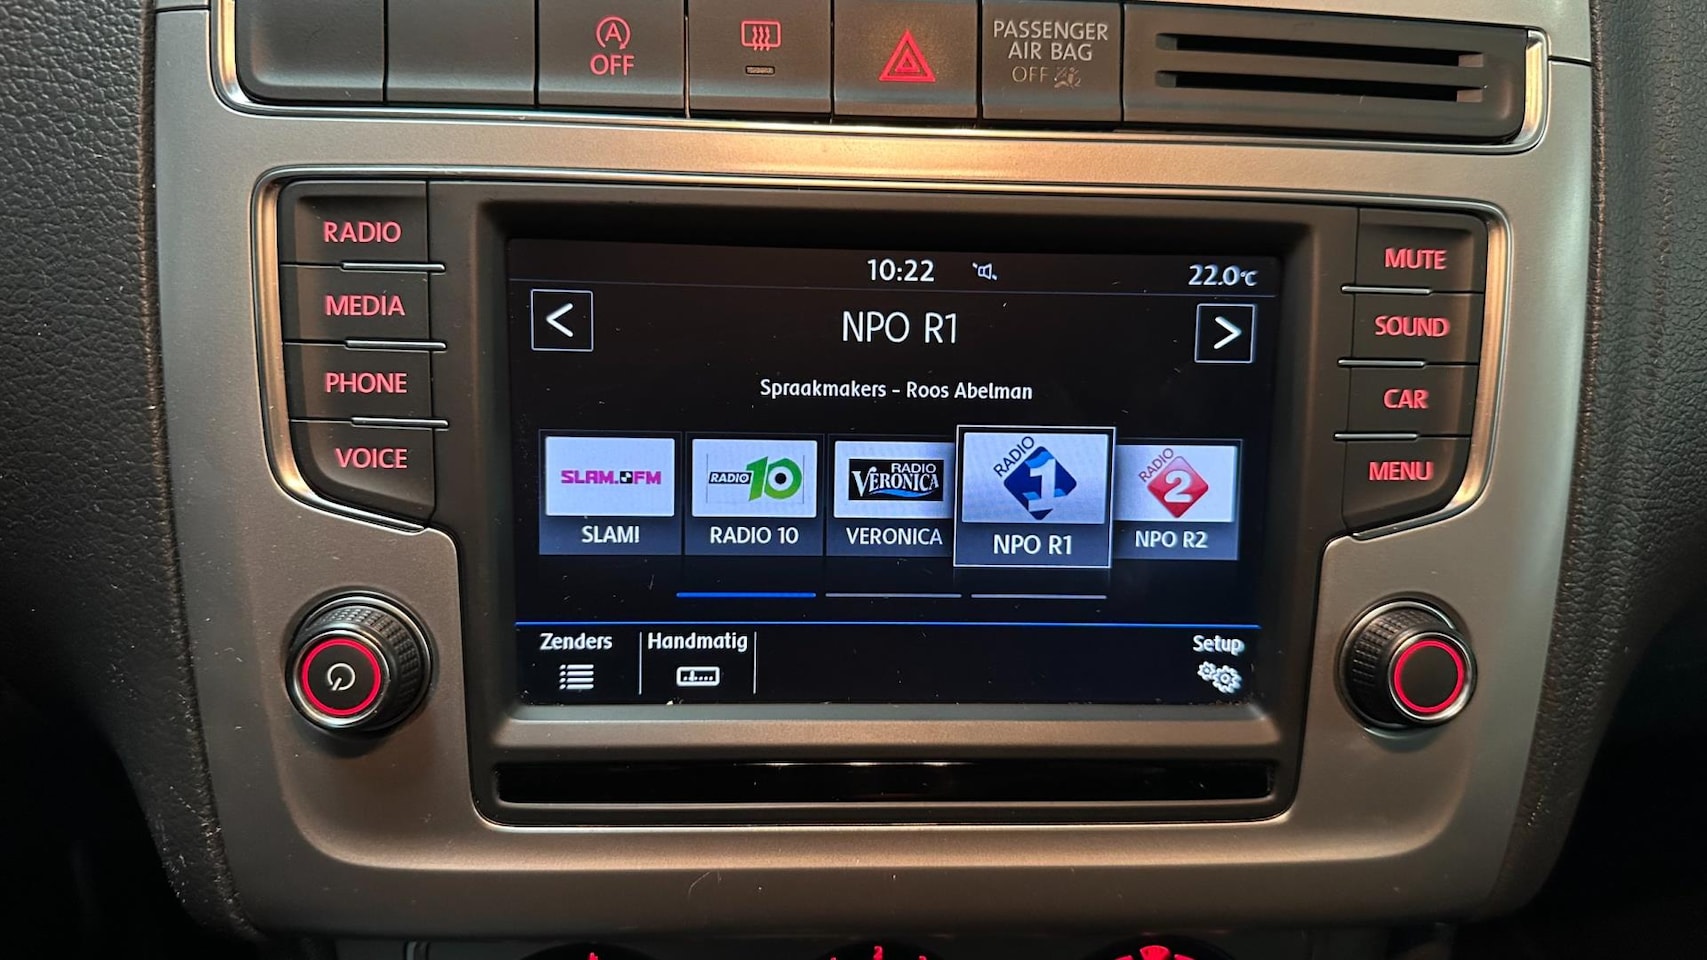 A
OFF
PASSENGER
AIR BAG
OFF
RADIO
MEDIA
PHONE
VOICE
10:22
22.0°C
<
NPO R1
>
Spraakmakers - Roos Abelman
SLAM.FM
SLAM!
RADIO 10
RADIO 10
RADIO
VERONICA
VERONICA
RADIO
1
NPO R1
RADIO
2
NPO R2
Zenders
Handmatig
Setup
MUTE
SOUND
CAR
MENU
2